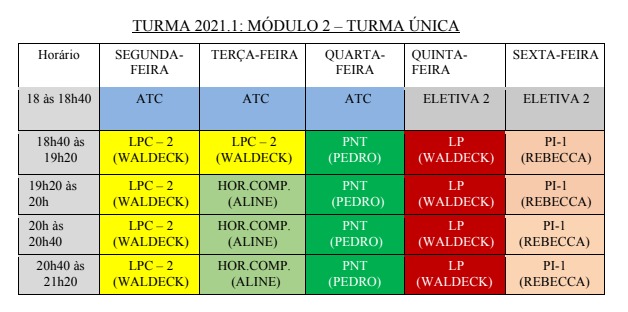 TURMA 2021.1: MÓDULO 2 – TURMA ÚNICA
Horário SEGUNDA- TERÇA-FEIRA QUARTA- QUINTA- SEXTA-FEIRA
FEIRA FEIRA FEIRA
18 às 18h40 ATC ATC ATC ELETIVA 2 ELETIVA 2
18h40 às LPC – 2 LPC – 2 PNT LP PI-1
19h20 (WALDECK) (WALDECK) (PEDRO) (WALDECK) (REBECCA)
19h20 às LPC – 2 HOR.COMP. PNT LP PI-1
20h (WALDECK) (ALINE) (PEDRO) (WALDECK) (REBECCA)
20h às LPC – 2 HOR.COMP. PNT LP PI-1
20h40 (WALDECK) (ALINE) (PEDRO) (WALDECK) (REBECCA)
20h40 às LPC – 2 HOR.COMP. PNT LP PI-1
21h20 (WALDECK) (ALINE) (PEDRO) (WALDECK) (REBECCA)